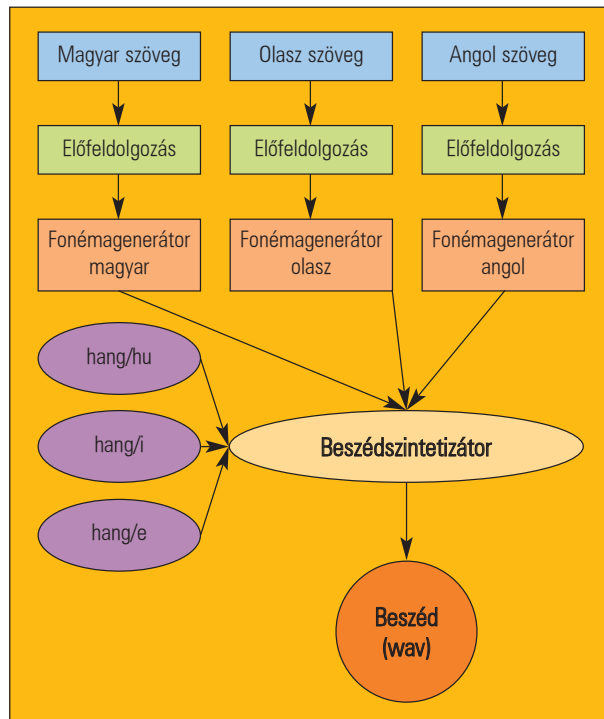 Magyar szöveg
Olasz szöveg
Angol szöveg
Előfeldolgozás
Előfeldolgozás
Előfeldolgozás
Fonémagenerátor
magyar
Fonémagenerátor
olasz
Fonémagenerátor
angol
hang/hu
hang/i
hang/e
Beszédszintetizátor
Beszéd
(wav)